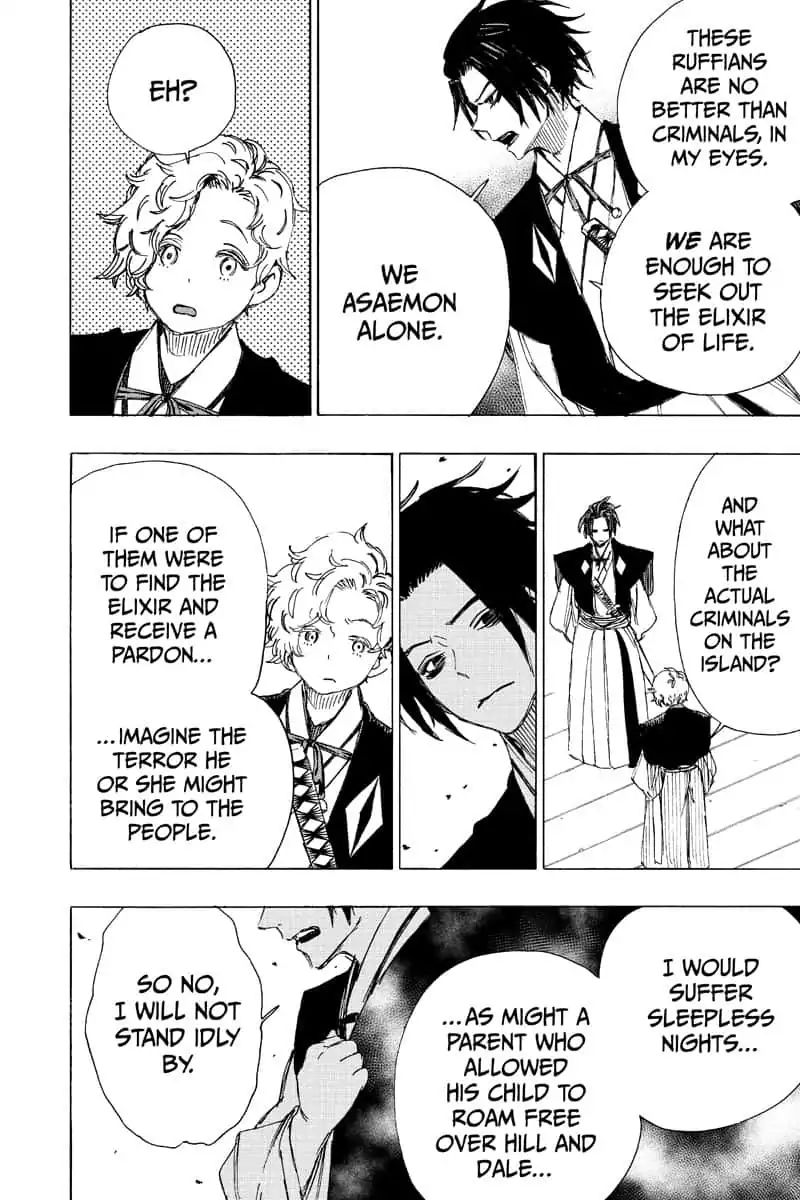 THESE
RUFFIANS
ARE NO
BETTER THAN
CRIMINALS, IN
MY EYES.
WE ARE
ENOUGH TO
SEEK OUT
THE ELIXIR
OF LIFE.
WE
ASAEMON
ALONE.
EH?
AND
WHAT
ABOUT
THE
ACTUAL
CRIMINALS
ON THE
ISLAND?
IF ONE OF
THEM WERE
TO FIND THE
ELIXIR AND
RECEIVE A
PARDON...
...IMAGINE THE
TERROR HE
OR SHE MIGHT
BRING TO THE
PEOPLE.
I WOULD
SUFFER
SLEEPLESS
NIGHTS...
...AS MIGHT A
PARENT WHO
ALLOWED
HIS CHILD TO
ROAM FREE
OVER HILL AND
DALE...
SO NO,
I WILL NOT
STAND IDLY
BY.